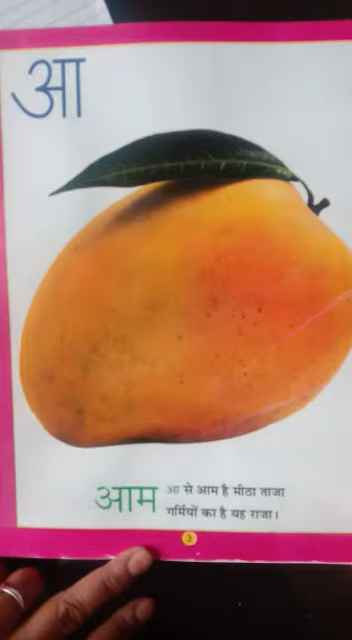 आ
आम
आ से आम है मीठा ताजा
गर्मियों का है यह राजा।
3